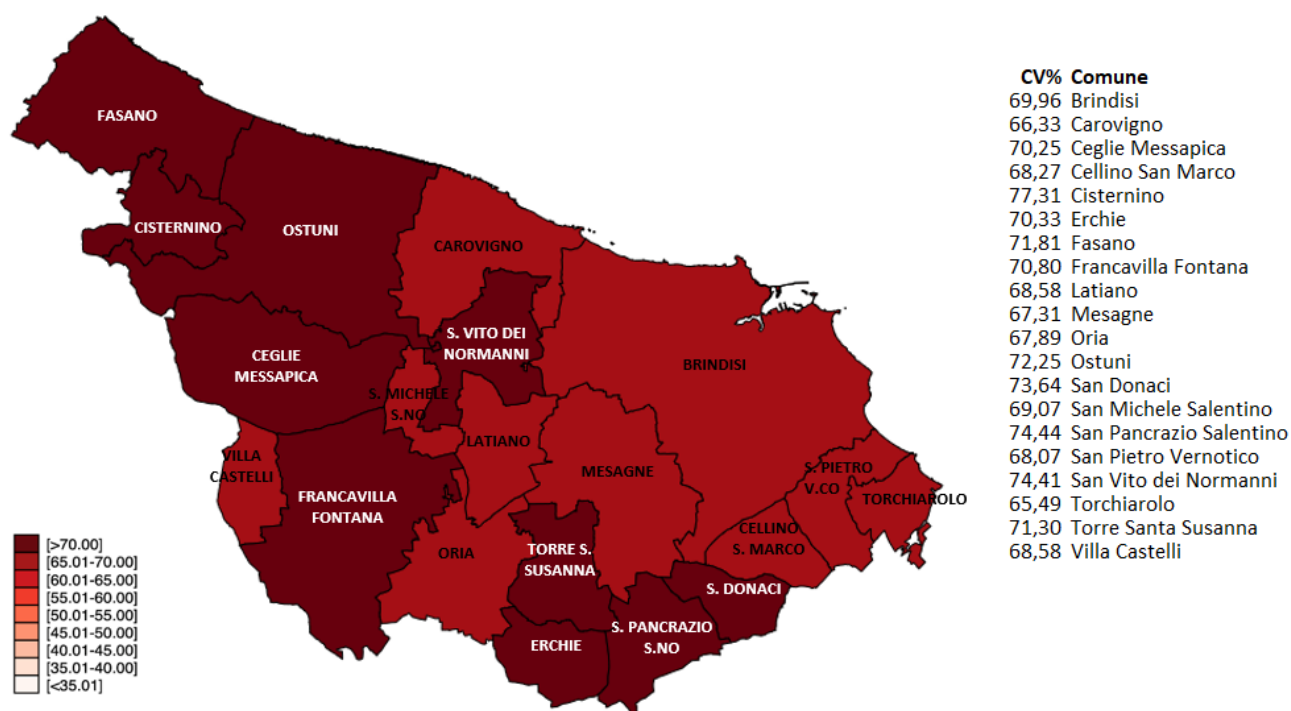 FASANO
CISTERNINO
OSTUNI
CAROVIGNO
S. VITO DEI
NORMANNI
CEGLIE
MESSAPICA
BRINDISI
S. MICHELE
S.NO
LATIANO
MESAGNE
VILLA
CASTELLI
FRANCAVILLA
FONTANA
S. PIETRO
V.CO
TORCHIAROLO
CELLINO
S. MARCO
ORIA
TORRE S.
SUSANNA
S. DONACI
S. PANCRAZIO
S.NO
ERCHIE
[>70.00]
[65.01-70.00]
[60.01-65.00]
[55.01-60.00]
[50.01-55.00]
[45.01-50.00]
[40.01-45.00]
[35.01-40.00]
[<35.01]
CV% Comune
69,96 Brindisi
66,33 Carovigno
70,25 Ceglie Messapica
68,27 Cellino San Marco
77,31 Cisternino
70,33 Erchie
71,81 Fasano
70,80 Francavilla Fontana
68,58 Latiano
67,31 Mesagne
67,89 Oria
72,25 Ostuni
73,64 San Donaci
69,07 San Michele Salentino
74,44 San Pancrazio Salentino
68,07 San Pietro Vernotico
74,41 San Vito dei Normanni
65,49 Torchiarolo
71,30 Torre Santa Susanna
68,58 Villa Castelli